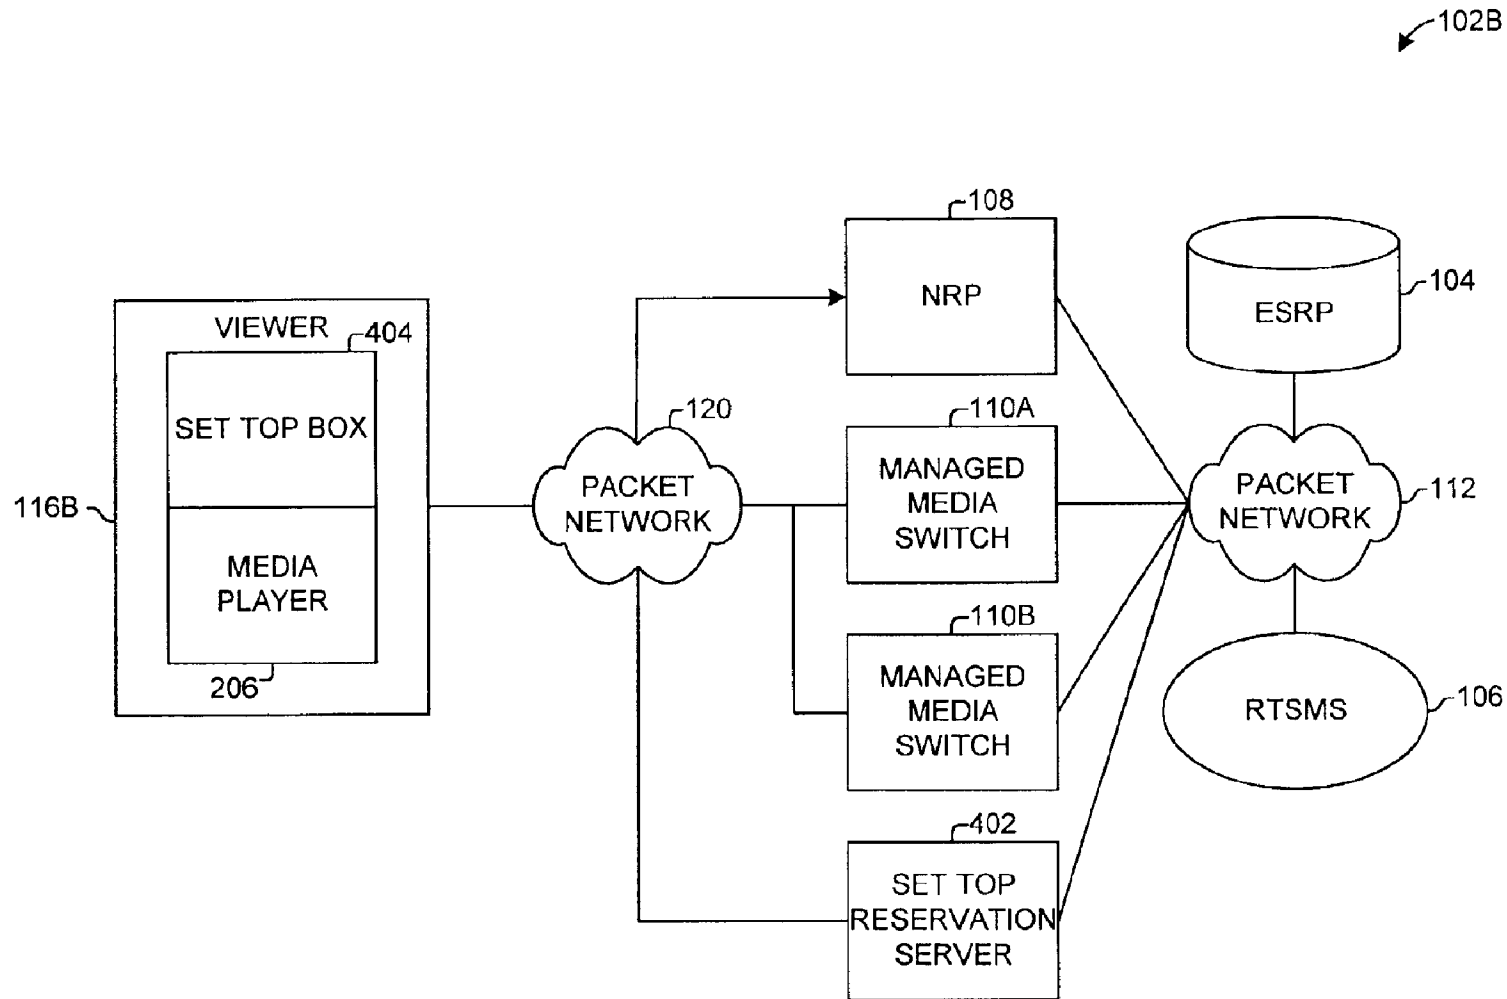 102B
108
NRP
104
ESRP
VIEWER
404
SET TOP BOX
116B
MEDIA
PLAYER
206
120
PACKET
NETWORK
110A
MANAGED
MEDIA
SWITCH
PACKET
NETWORK
112
110B
MANAGED
MEDIA
SWITCH
RTSMS
106
402
SET TOP
RESERVATION
SERVER